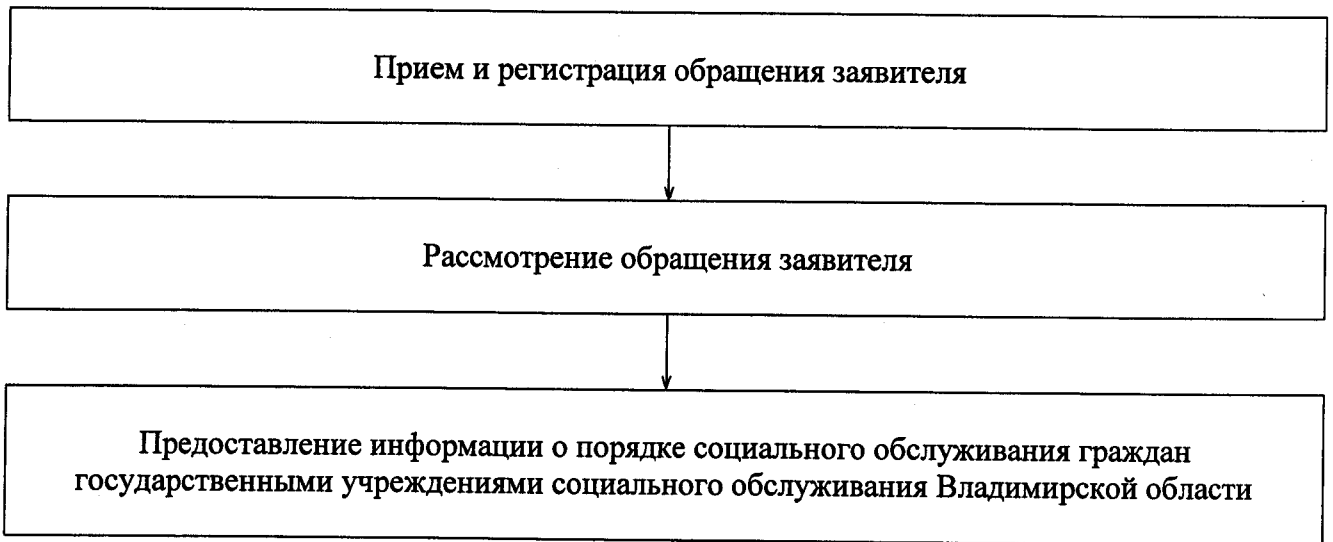 Прием и регистрация обращения заявителя
Рассмотрение обращения заявителя
Предоставление информации о порядке социального обслуживания граждан
государственными учреждениями социального обслуживания Владимирской области